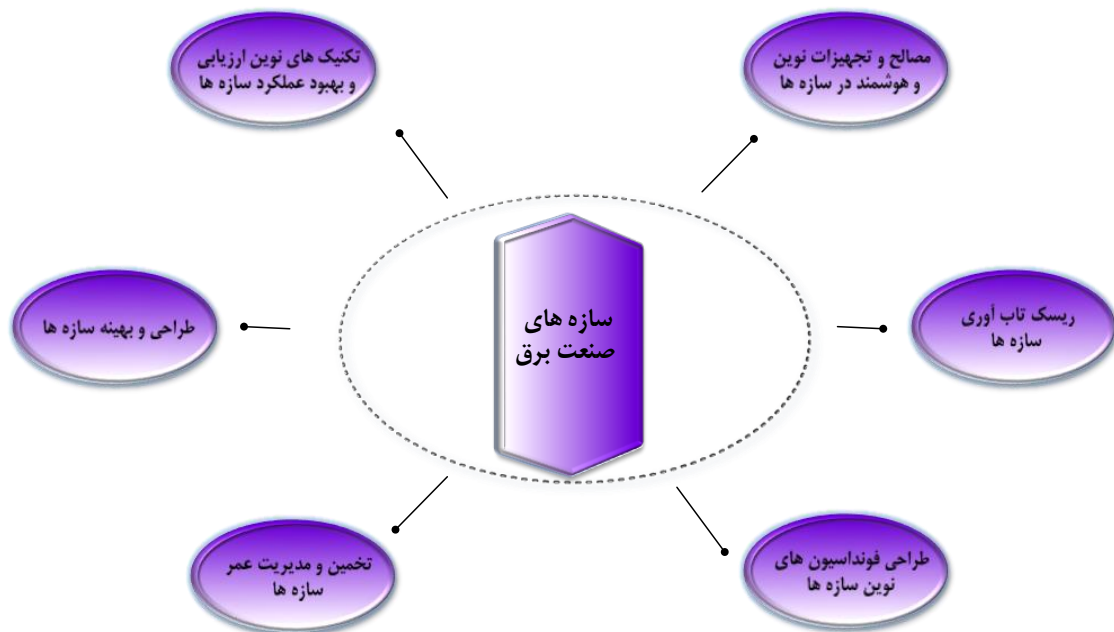 مصالح و تجهیزات نوین
و هوشمند در سازه ها
تکنیک های نوین ارزیابی
و بهبود عملکرد سازه ها
سازه های
صنعت برق
ریسک تاب آوری
سازه ها
طراحی و بهینه سازه ها
طراحی فونداسیون های
نوین سازه ها
تخمین و مدیریت عمر
سازه ها